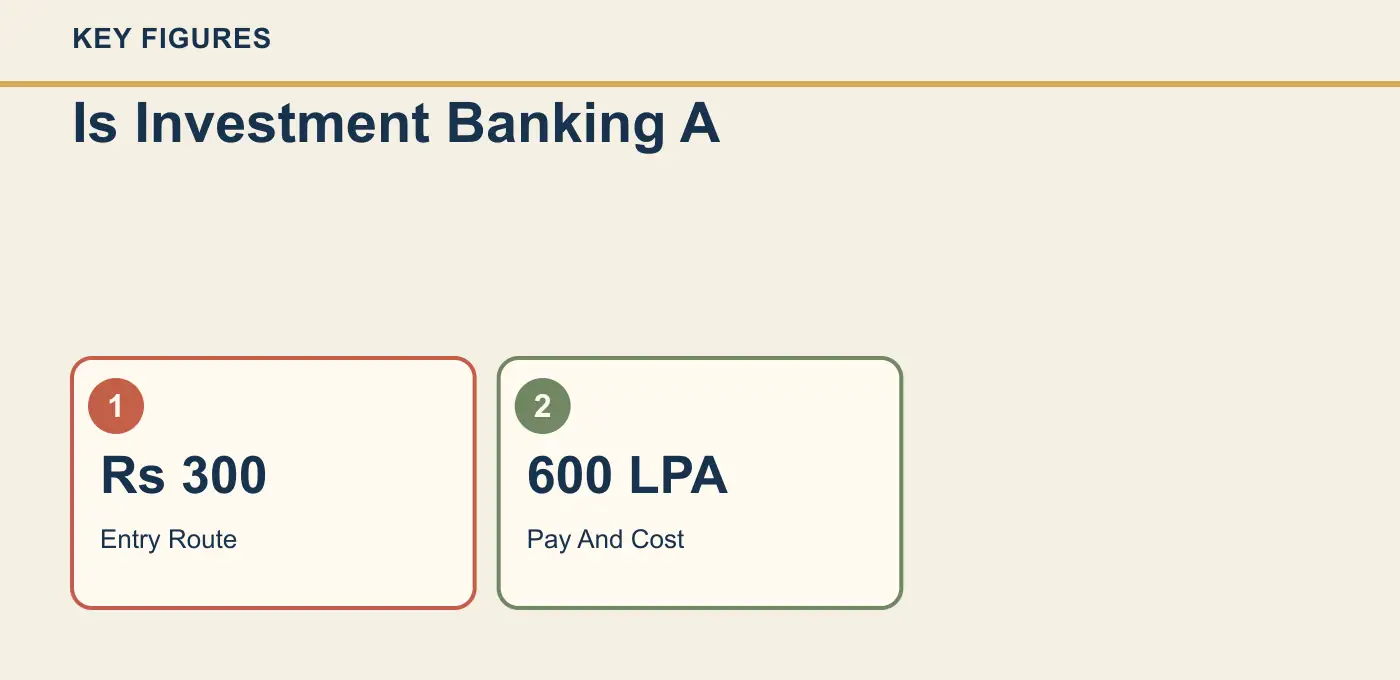 KEY FIGURES
Is Investment Banking A
1
Rs 300
Entry Route
2
600 LPA
Pay And Cost